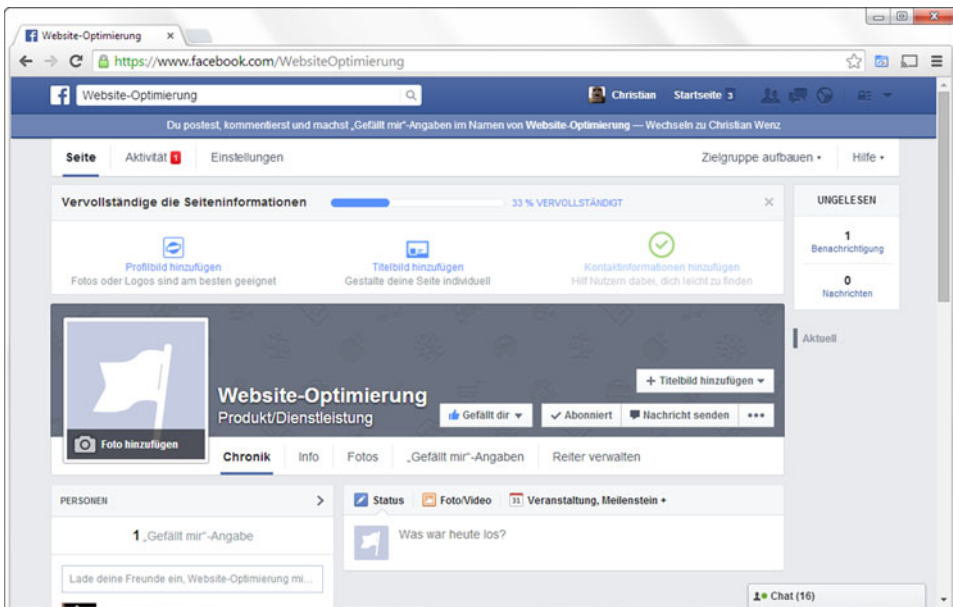 Website-Optimierung
https://www.facebook.com/WebsiteOptimierung
Website-Optimierung
Christian Startseite 3
Du postest, kommentierst und machst „Gefällt mir“-Angaben im Namen von Website-Optimierung — Wechseln zu Christian Wenz
Seite Aktivität 1 Einstellungen Zielgruppe aufbauen Hilfe
Vervollständige die Seiteninformationen 33 % VERVOLLSTÄNDIGT
Profilbild hinzufügen
Fotos oder Logos sind am besten geeignet
Titelbild hinzufügen
Gestalte deine Seite individuell
Kontaktinformationen hinzufügen
Hilf Nutzern dabei, dich leicht zu finden
UNGELESEN
1
Benachrichtigung
0
Nachrichten
Aktuell
+ Titelbild hinzufügen
Website-Optimierung
Produkt/Dienstleistung
Gefällt dir Abonniert Nachricht senden •••
Foto hinzufügen
Chronik Info Fotos „Gefällt mir“-Angaben Reiter verwalten
PERSONEN
1 „Gefällt mir“-Angabe
Lade deine Freunde ein, Website-Optimierung mi...
Status Foto/Video 31 Veranstaltung, Meilenstein +
Was war heute los?
Chat (16)